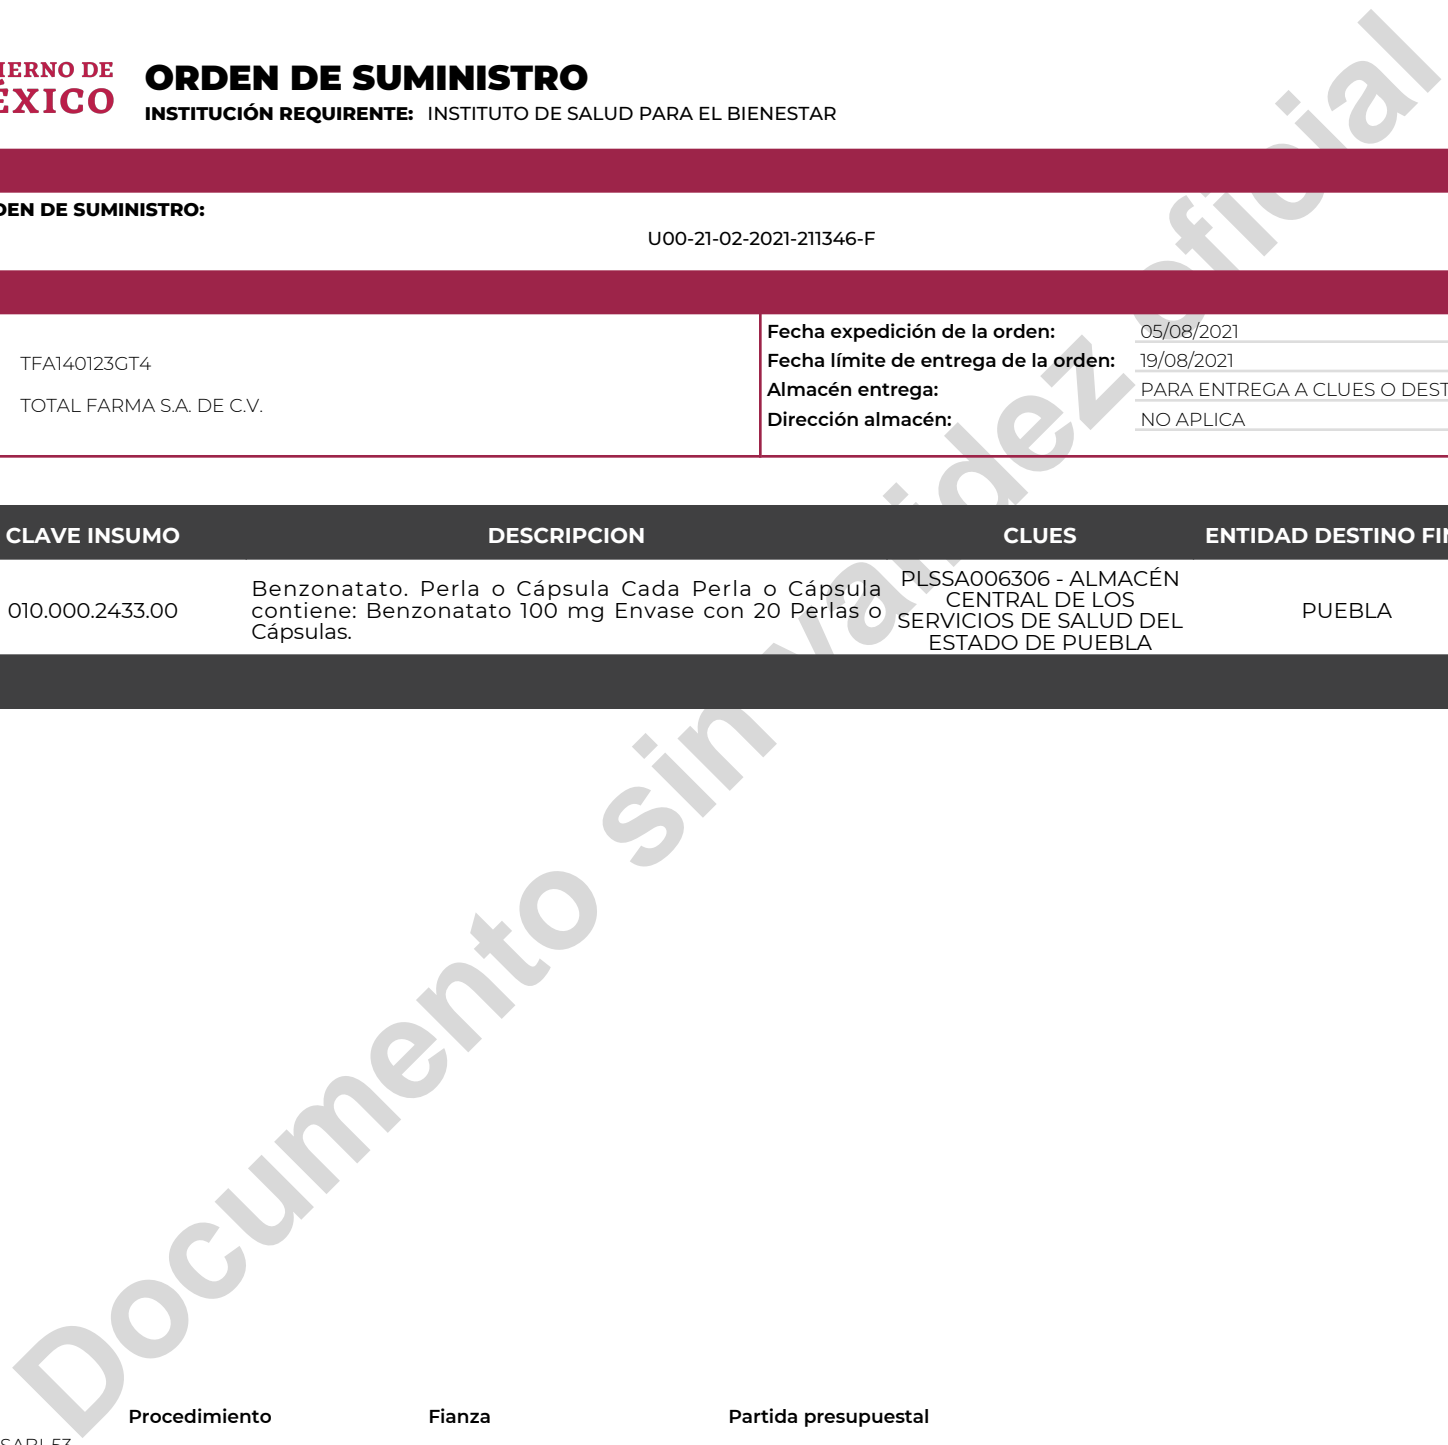 ORDEN DE SUMINISTRO
INSTITUCIÓN REQUIRENTE: INSTITUTO DE SALUD PARA EL BIENESTAR
DE
DE SUMINISTRO:
U00-21-02-2021-211346-F
TFA140123GT4
TOTAL FARMA S.A. DE C.V.
Fecha expedición de la orden: 05/08/2021
Fecha límite de entrega de la orden: 19/08/2021
Almacén entrega: PARA ENTREGA A CLUES O
Dirección almacén: NO APLICA
CLAVE INSUMO DESCRIPCION CLUES ENTIDAD DESTINO
010.000.2433.00
Benzonatato. Perla o Cápsula Cada Perla o Cápsula
contiene: Benzonatato 100 mg Envase con 20 Perlas o
Cápsulas.
PLSSA006306 - ALMACÉN
CENTRAL DE LOS
SERVICIOS DE SALUD DEL
ESTADO DE PUEBLA
PUEBLA
Documento sin validez oficial
Procedimiento Fianza Partida presupuestal